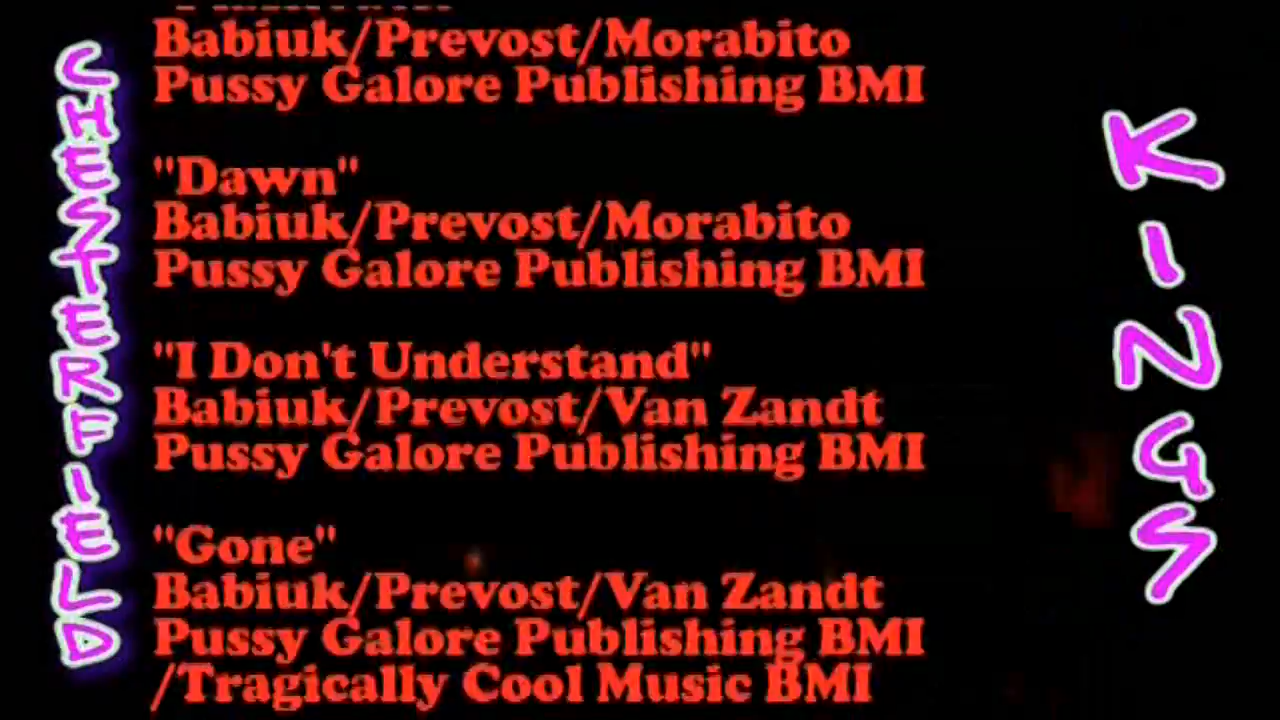 CHESTERFIELD
Babiuk/Prevost/Morabito
Pussy Galore Publishing BMI
"Dawn"
Babiuk/Prevost/Morabito
Pussy Galore Publishing BMI
"I Don't Understand"
Babiuk/Prevost/Van Zandt
Pussy Galore Publishing BMI
"Gone"
Babiuk/Prevost/Van Zandt
Pussy Galore Publishing BMI
/Tragically Cool Music BMI
KINGS